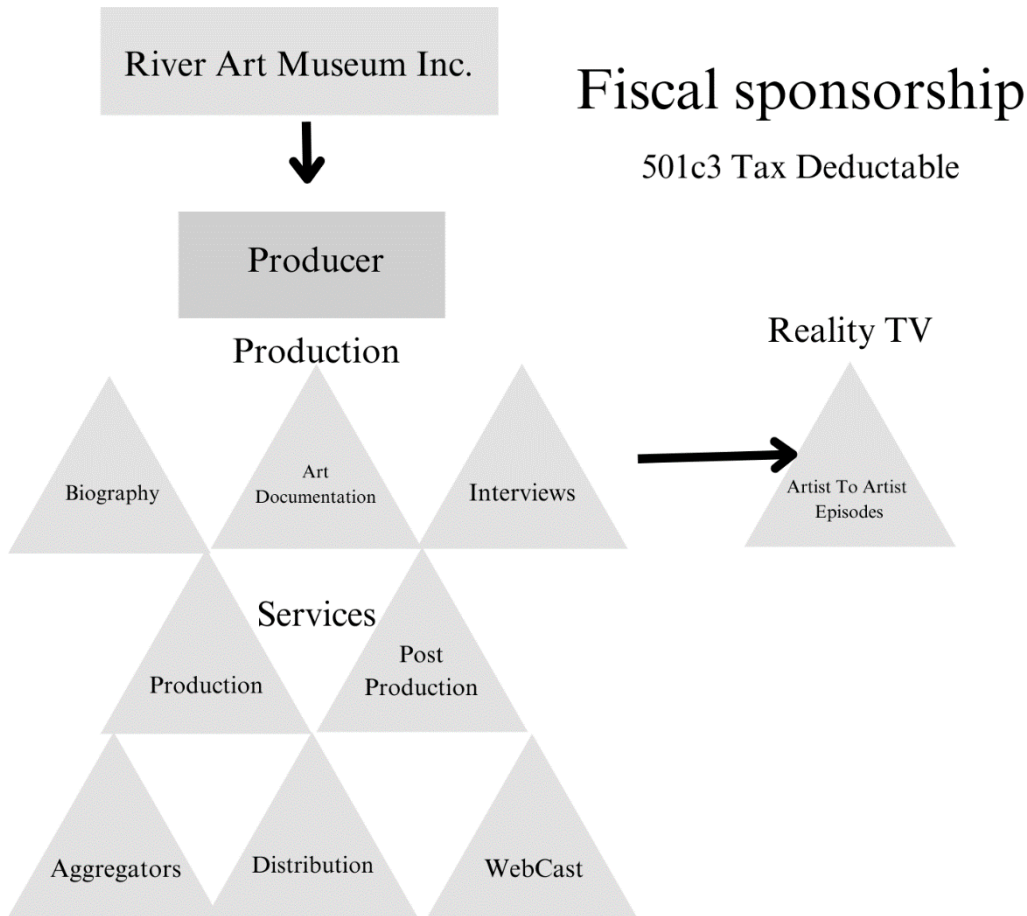 River Art Museum Inc.
Fiscal sponsorship
501c3 Tax Deductable
Producer
Production
Reality TV
Biography
Art
Documentation
Interviews
Artist To Artist
Episodes
Services
Production
Post
Production
Aggregators
Distribution
WebCast